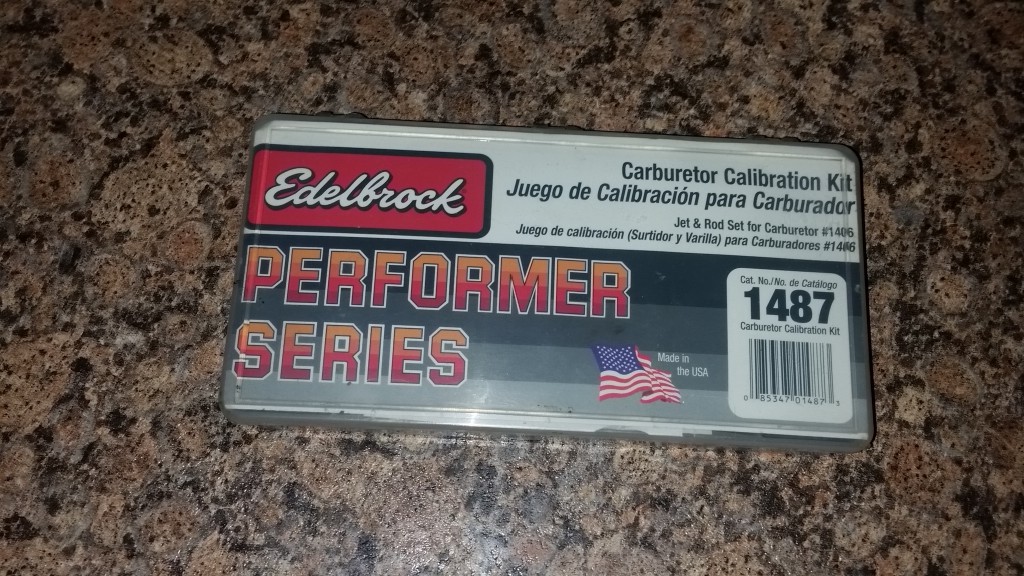 Edelbrock
Carburetor Calibration Kit
Juego de Calibración para Carburador
Jet & Rod Set for Carburetor #1406
Juego de calibración (Surtidor y Varilla) para Carburadores #1406
PERFORMER
SERIES
Made in
the USA
Cat. No./No. de Catálogo
1487
Carburetor Calibration Kit
0 85347 01487 3